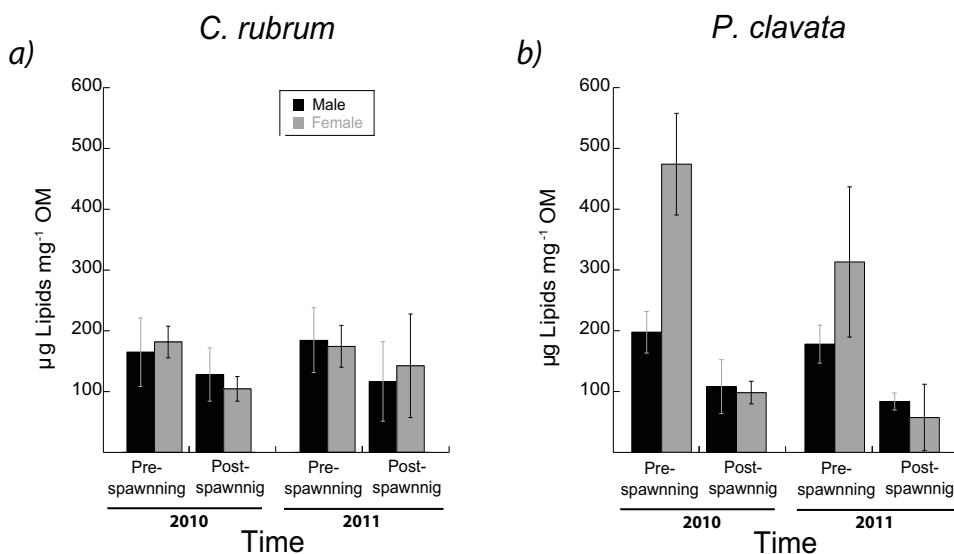 C. rubrum
P. clavata
a)
b)
600
500
400
300
200
100
µg Lipids mg⁻¹ OM
Male
Female
Pre-
spawnning
Post-
spawnnig
Pre-
spawnning
Post-
spawnnig
2010
2011
Time
600
500
400
300
200
100
µg Lipids mg⁻¹ OM
Pre-
spawnning
Post-
spawnnig
Pre-
spawnning
Post-
spawnnig
2010
2011
Time